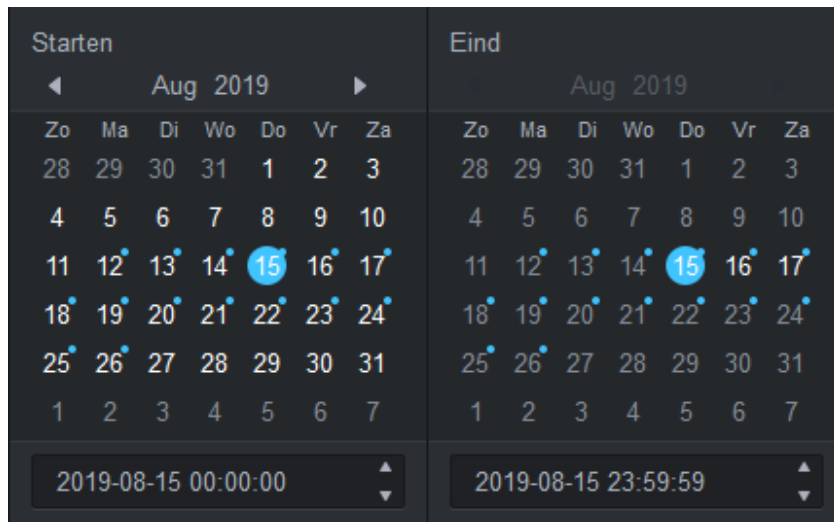 Starten
Aug 2019
Zo Ma Di Wo Do Vr Za
28 29 30 31 1 2 3
4 5 6 7 8 9 10
11 12 13 14 15 16 17
18 19 20 21 22 23 24
25 26 27 28 29 30 31
1 2 3 4 5 6 7
2019-08-15 00:00:00
Eind
Aug 2019
Zo Ma Di Wo Do Vr Za
28 29 30 31 1 2 3
4 5 6 7 8 9 10
11 12 13 14 15 16 17
18 19 20 21 22 23 24
25 26 27 28 29 30 31
1 2 3 4 5 6 7
2019-08-15 23:59:59